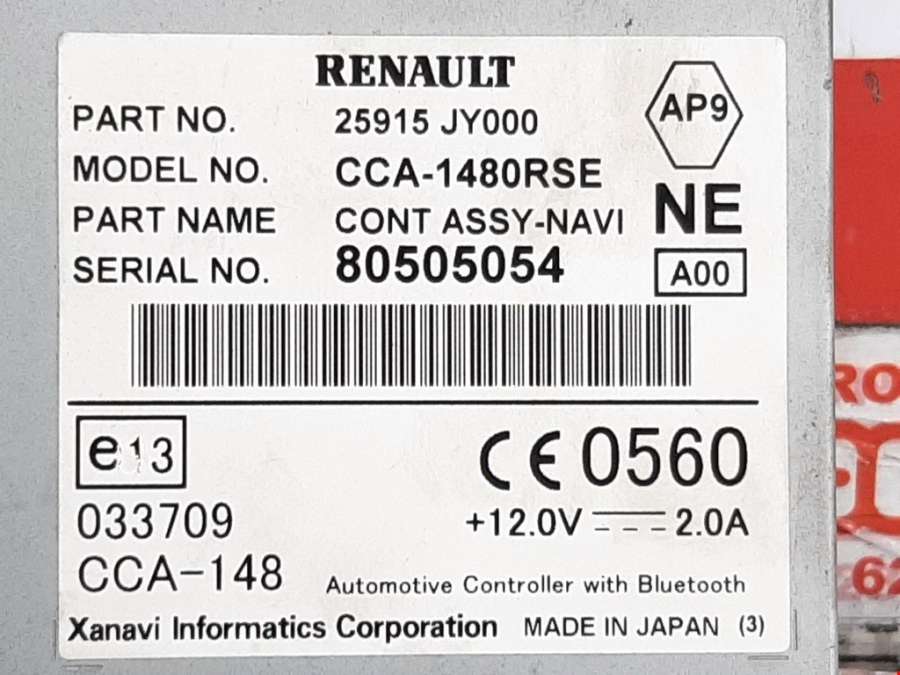 RENAULT
AP9
PART NO. 25915 JY000
MODEL NO. CCA-1480RSE
PART NAME CONT ASSY-NAVI NE
SERIAL NO. 80505054 A00
e13 CE 0560
033709 +12.0V 2.0A
CCA-148 Automotive Controller with Bluetooth
Xanavi Informatics Corporation MADE IN JAPAN (3)
RO
62